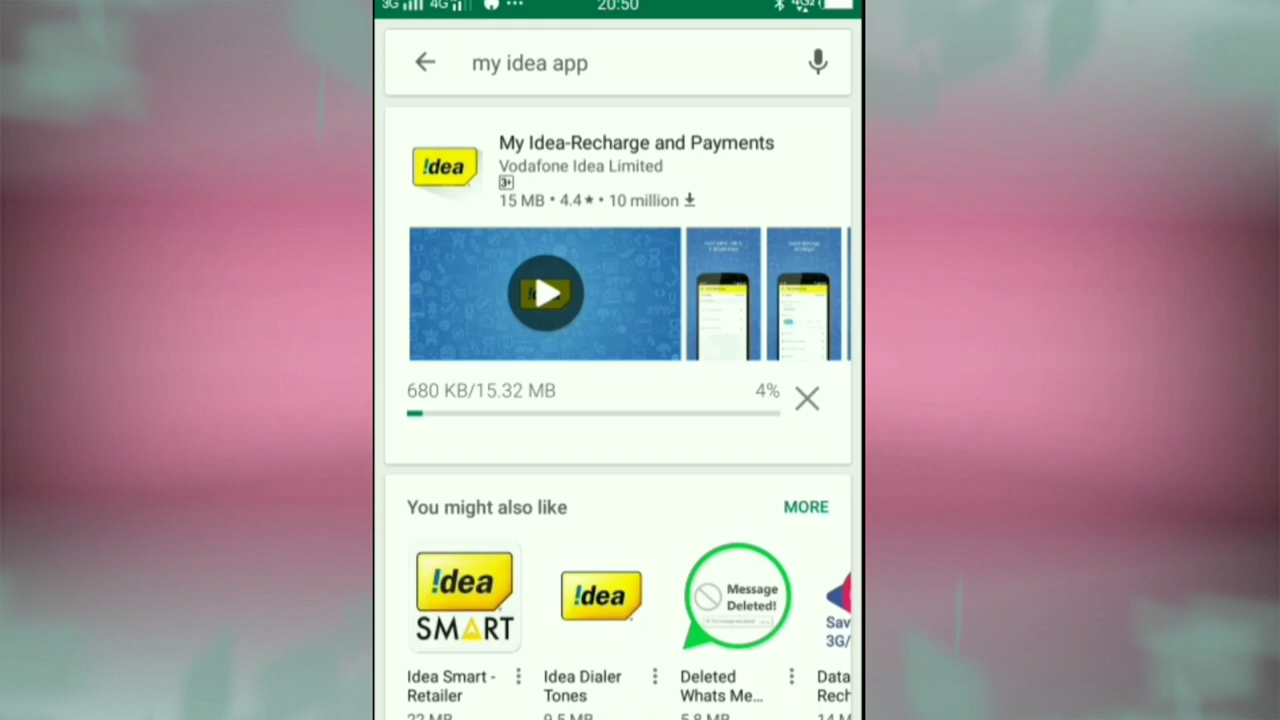 3G 4G 20:50 4G2
my idea app
!dea
My Idea-Recharge and Payments
Vodafone Idea Limited
3+
15 MB • 4.4★ • 10 million
680 KB/15.32 MB 4%
You might also like MORE
!dea
SMART
!dea
Message
Deleted!
Sav
3G/
Idea Smart -
Retailer
Idea Dialer
Tones
Deleted
Whats Me...
Data
Rech
22 MB 9.5 MB 5.8 MB 14 M